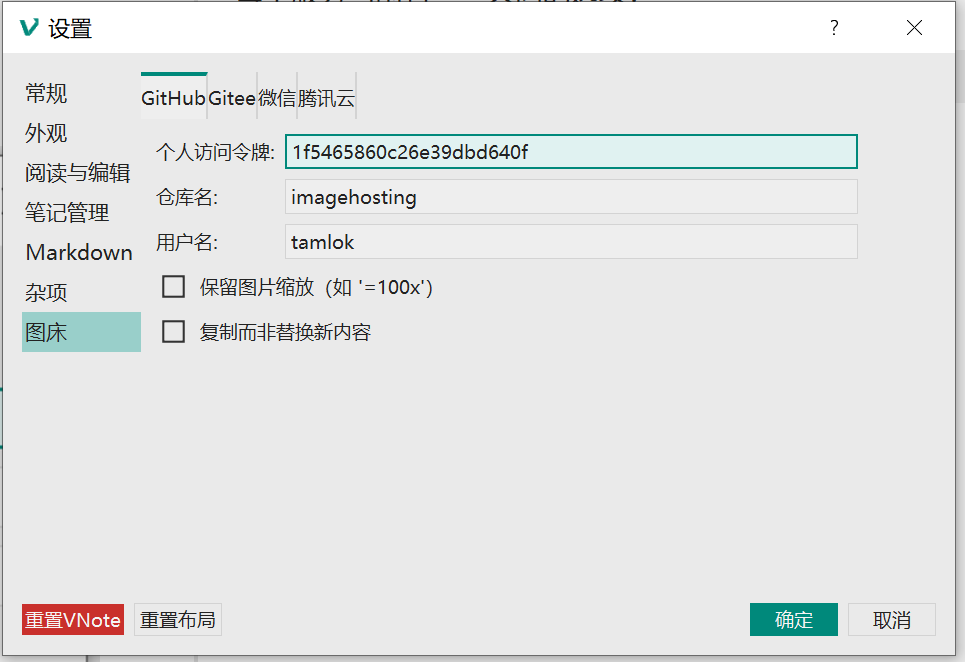 设置
?
常规
外观
阅读与编辑
笔记管理
Markdown
杂项
图床
GitHub Gitee 微信 腾讯云
个人访问令牌: 1f5465860c26e39dbd640f
仓库名: imagehosting
用户名: tamlok
保留图片缩放（如 '=100x'）
复制而非替换新内容
重置VNote 重置布局 确定 取消